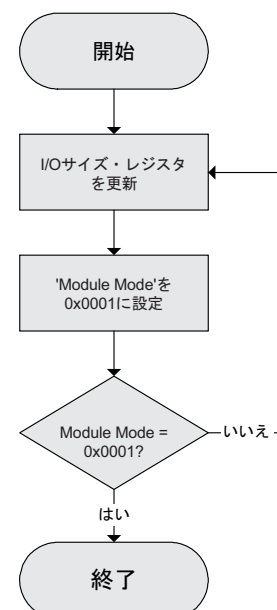 開始
I/Oサイズ・レジスタ
を更新
'Module Mode'を
0x0001に設定
Module Mode =
0x0001?
いいえ
はい
終了